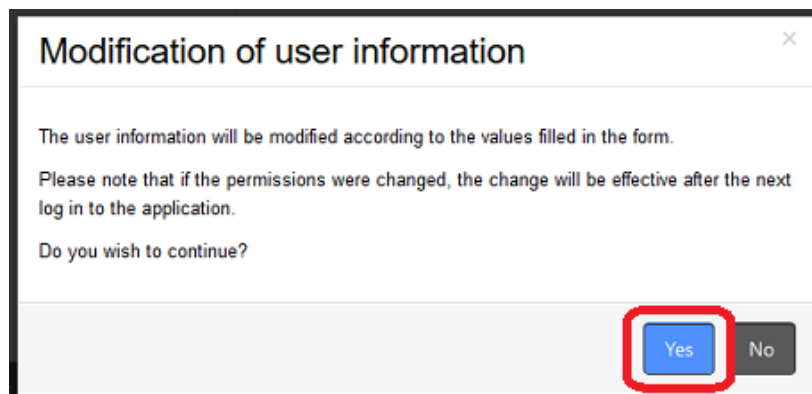 Modification of user information
×
The user information will be modified according to the values filled in the form.
Please note that if the permissions were changed, the change will be effective after the next
log in to the application.
Do you wish to continue?
Yes
No